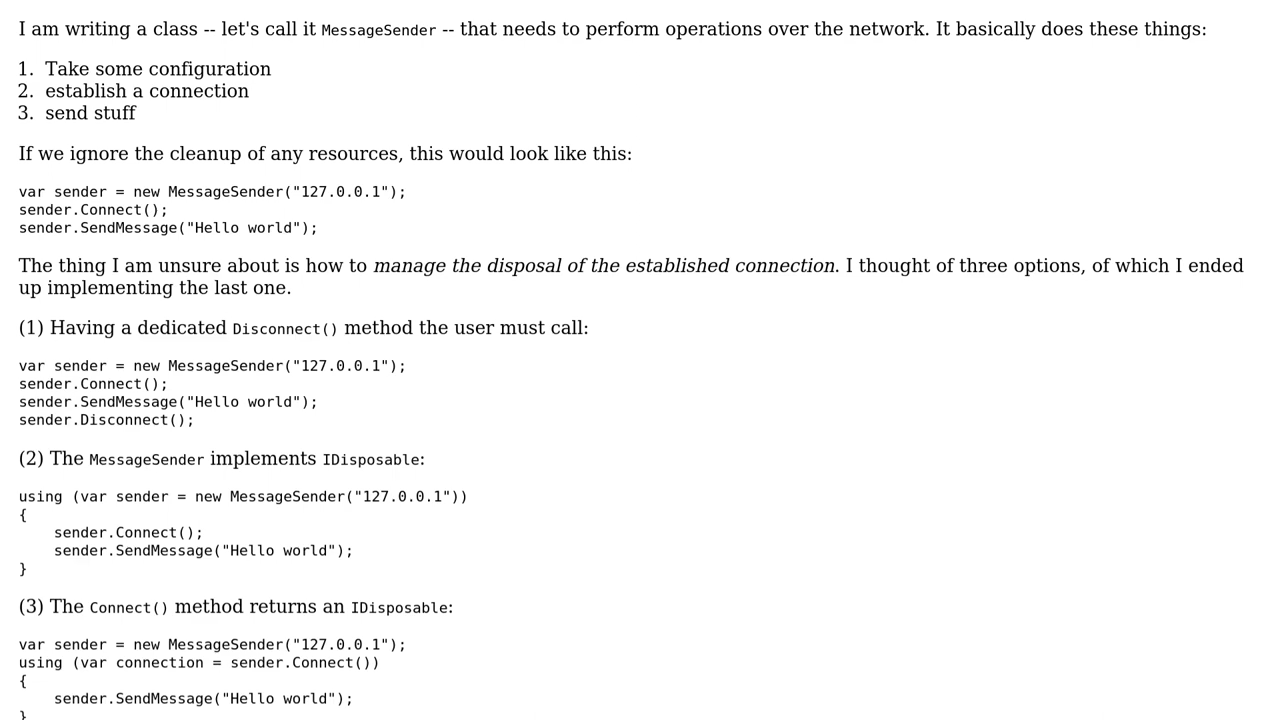 I am writing a class -- let's call it MessageSender -- that needs to perform operations over the network. It basically does these things:
1. Take some configuration
2. establish a connection
3. send stuff
If we ignore the cleanup of any resources, this would look like this:
var sender = new MessageSender("127.0.0.1");
sender.Connect();
sender.SendMessage("Hello world");
The thing I am unsure about is how to manage the disposal of the established connection. I thought of three options, of which I ended
up implementing the last one.
(1) Having a dedicated Disconnect() method the user must call:
var sender = new MessageSender("127.0.0.1");
sender.Connect();
sender.SendMessage("Hello world");
sender.Disconnect();
(2) The MessageSender implements IDisposable:
using (var sender = new MessageSender("127.0.0.1"))
{
    sender.Connect();
    sender.SendMessage("Hello world");
}
(3) The Connect() method returns an IDisposable:
var sender = new MessageSender("127.0.0.1");
using (var connection = sender.Connect())
{
    sender.SendMessage("Hello world");
}